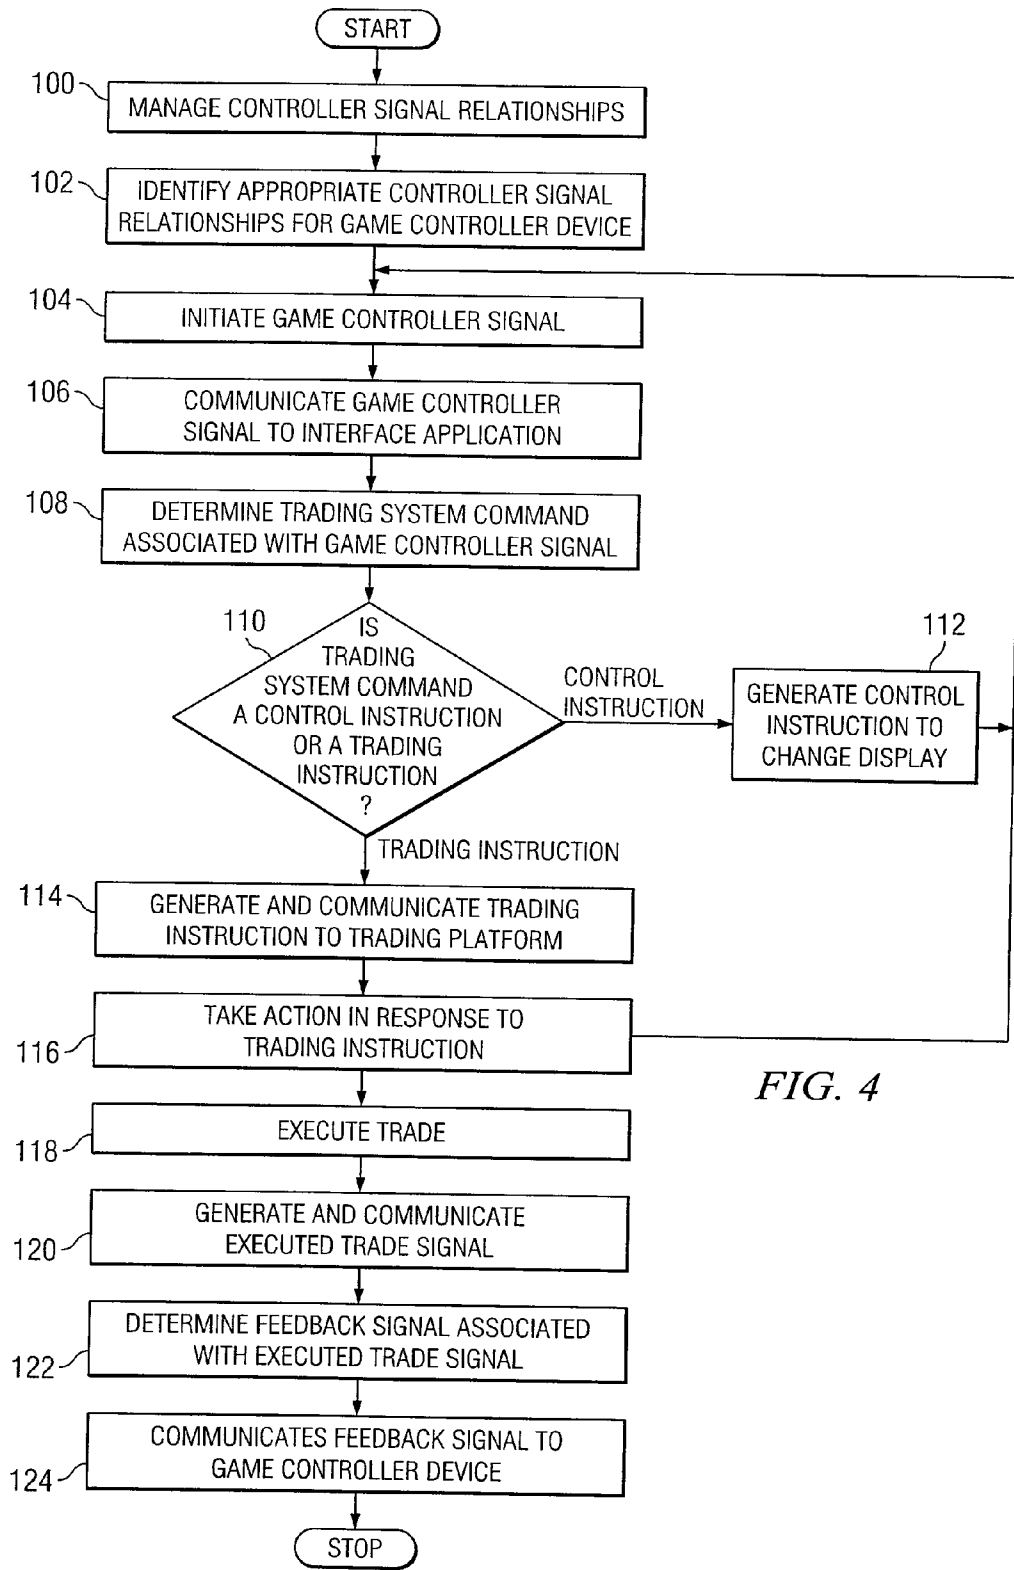 START
100
MANAGE CONTROLLER SIGNAL RELATIONSHIPS
102
IDENTIFY APPROPRIATE CONTROLLER SIGNAL
RELATIONSHIPS FOR GAME CONTROLLER DEVICE
104
INITIATE GAME CONTROLLER SIGNAL
106
COMMUNICATE GAME CONTROLLER
SIGNAL TO INTERFACE APPLICATION
108
DETERMINE TRADING SYSTEM COMMAND
ASSOCIATED WITH GAME CONTROLLER SIGNAL
110
IS
TRADING
SYSTEM COMMAND
A CONTROL INSTRUCTION
OR A TRADING
INSTRUCTION
?
CONTROL
INSTRUCTION
112
GENERATE CONTROL
INSTRUCTION TO
CHANGE DISPLAY
TRADING INSTRUCTION
114
GENERATE AND COMMUNICATE TRADING
INSTRUCTION TO TRADING PLATFORM
116
TAKE ACTION IN RESPONSE TO
TRADING INSTRUCTION
FIG. 4
118
EXECUTE TRADE
120
GENERATE AND COMMUNICATE
EXECUTED TRADE SIGNAL
122
DETERMINE FEEDBACK SIGNAL ASSOCIATED
WITH EXECUTED TRADE SIGNAL
124
COMMUNICATES FEEDBACK SIGNAL TO
GAME CONTROLLER DEVICE
STOP